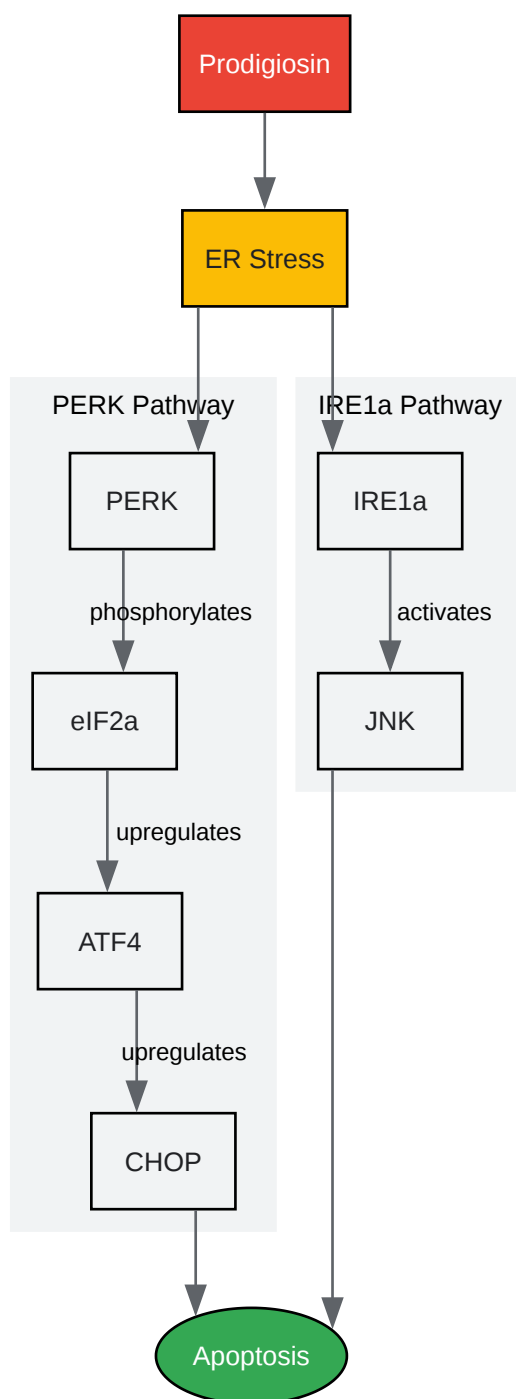 Prodigiosin
ER Stress
PERK Pathway
PERK
phosphorylates
eIF2a
upregulates
ATF4
upregulates
CHOP
IRE1a Pathway
IRE1a
activates
JNK
Apoptosis